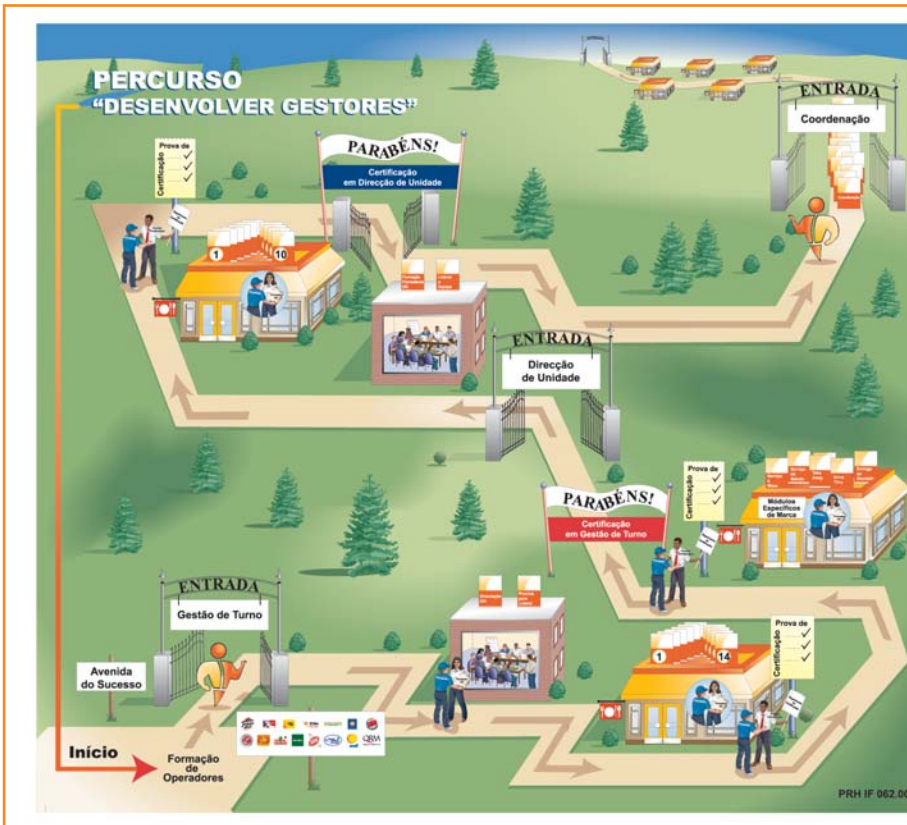 PERCURSO
“DESENVOLVER GESTORES”
ENTRADA
Coordenação
Prova de
Certificação
PARABÉNS!
Certificação
em Direcção de Unidade
1
10
ENTRADA
Direcção
de Unidade
Prova de
Certificação
Módulos
Específicos
de Marca
PARABÉNS!
Certificação
em Gestão de Turno
ENTRADA
Gestão de Turno
Avenida
do Sucesso
Prova de
Certificação
1
14
Início
Formação
de
Operadores
PRH IF 062.00